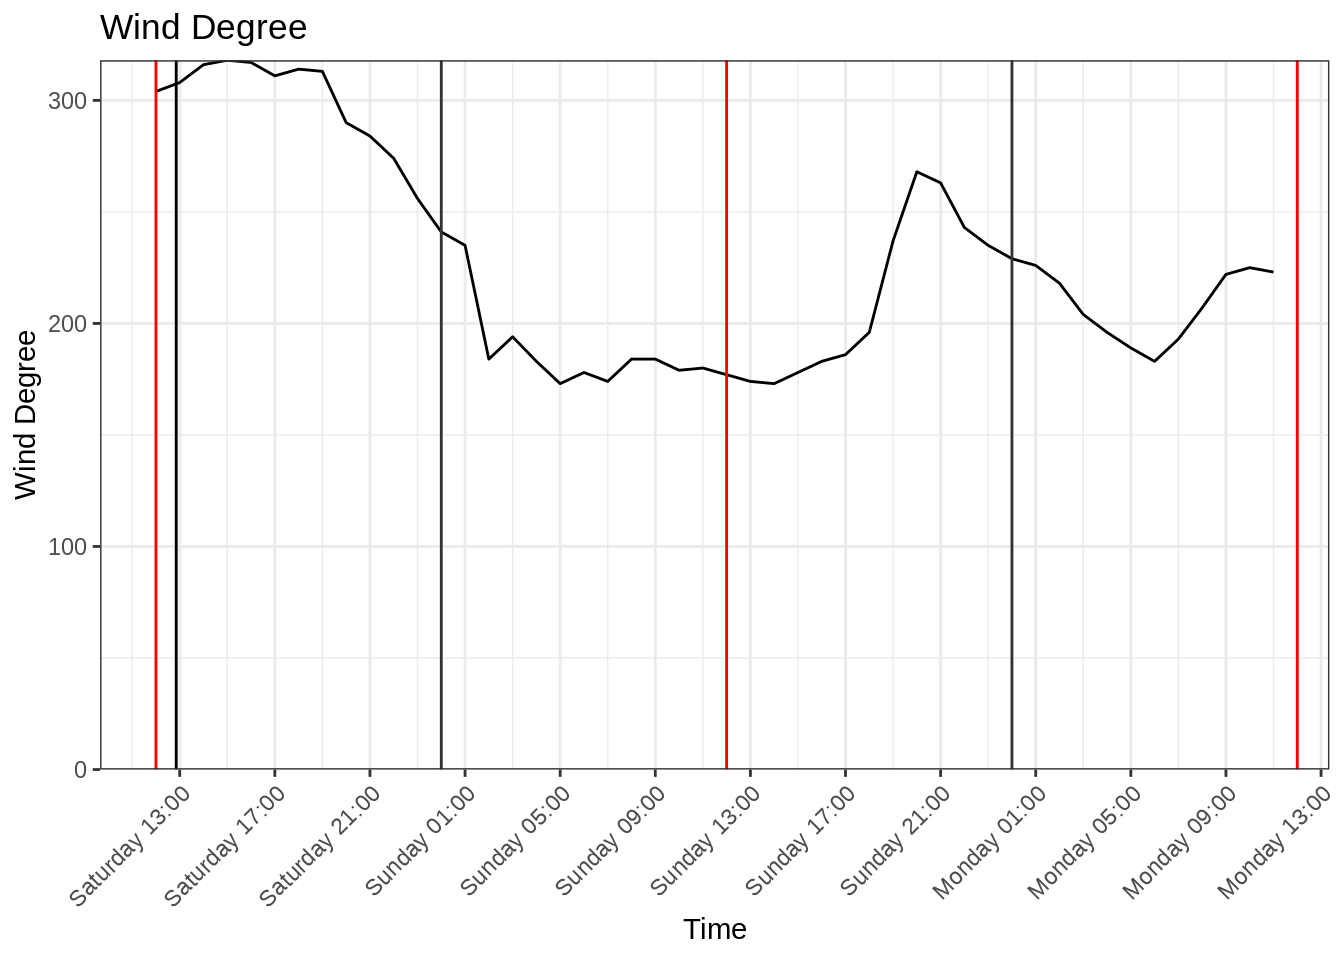 Wind Degree
Wind Degree
300
200
100
0
Saturday 13:00
Saturday 17:00
Saturday 21:00
Sunday 01:00
Sunday 05:00
Sunday 09:00
Sunday 13:00
Sunday 17:00
Sunday 21:00
Monday 01:00
Monday 05:00
Monday 09:00
Monday 13:00
Time